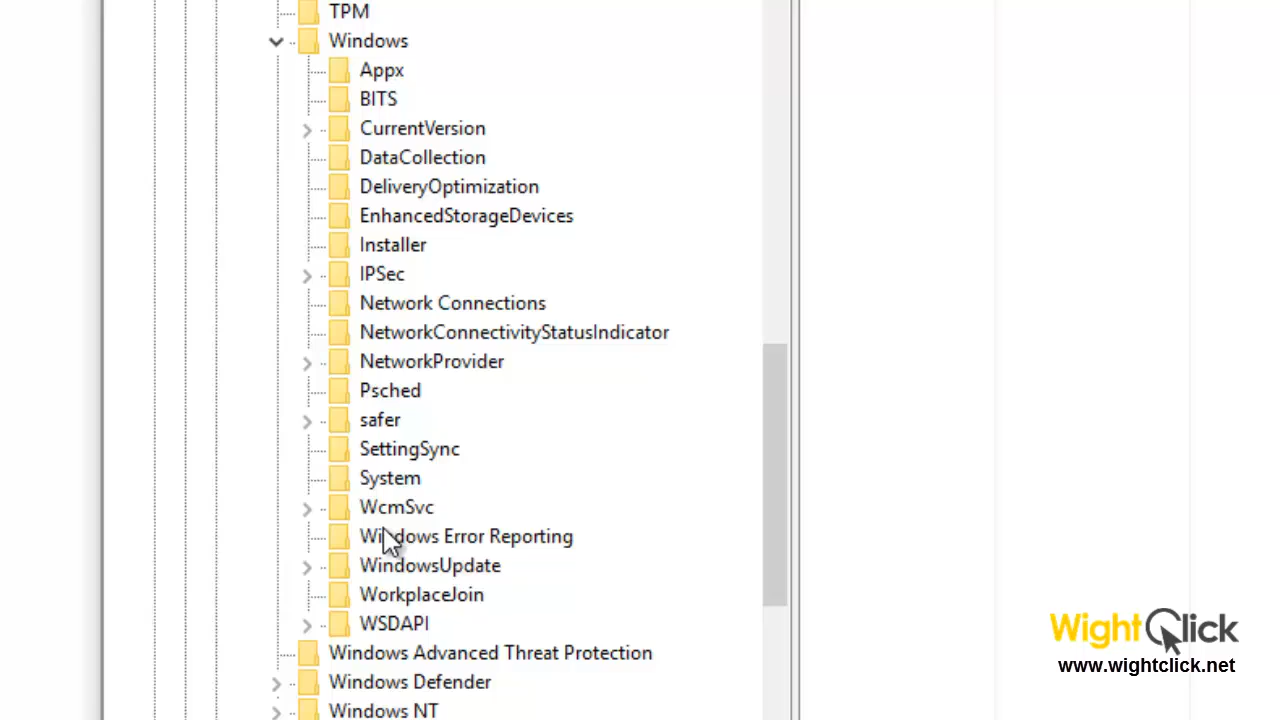 TPM
Windows
Appx
BITS
CurrentVersion
DataCollection
DeliveryOptimization
EnhancedStorageDevices
Installer
IPSec
Network Connections
NetworkConnectivityStatusIndicator
NetworkProvider
Psched
safer
SettingSync
System
WcmSvc
Windows Error Reporting
WindowsUpdate
WorkplaceJoin
WSDAPI
Windows Advanced Threat Protection
Windows Defender
Windows NT
WightClick
www.wightclick.net